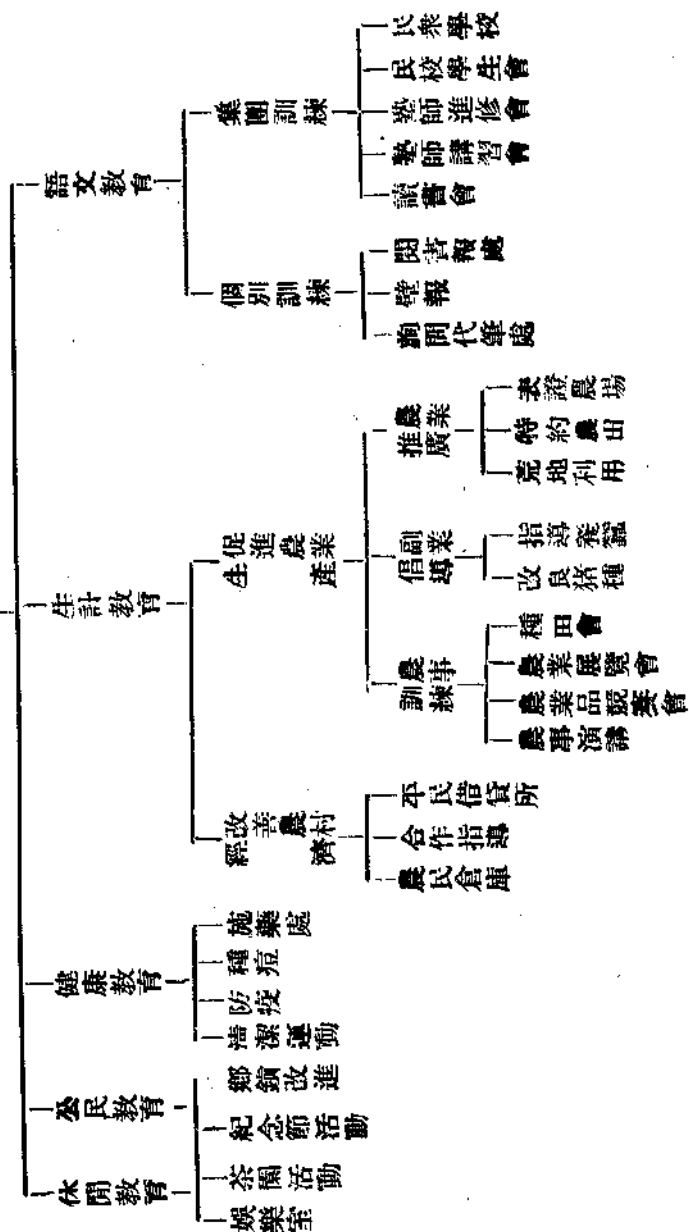 語文教育
集團訓練
民衆學校
民校學生會
塾師進修會
塾師講習會
讀書會
個別訓練
閱書報處
壁報
詢問代筆處
生計教育
促進農業生產
農業推廣
表證農場
特約農田
荒地利用
副業倡導
指導養蠶
改良猪種
農事訓練
種田會
農業展覽會
農業品競賽會
農事演講
改善農村經濟
平民借貸所
合作指導
農民倉庫
健康教育
施藥處
種痘
防疫
清潔運動
公民教育
鄉鎮改進
紀念節活動
休閒教育
茶園活動
娛樂室